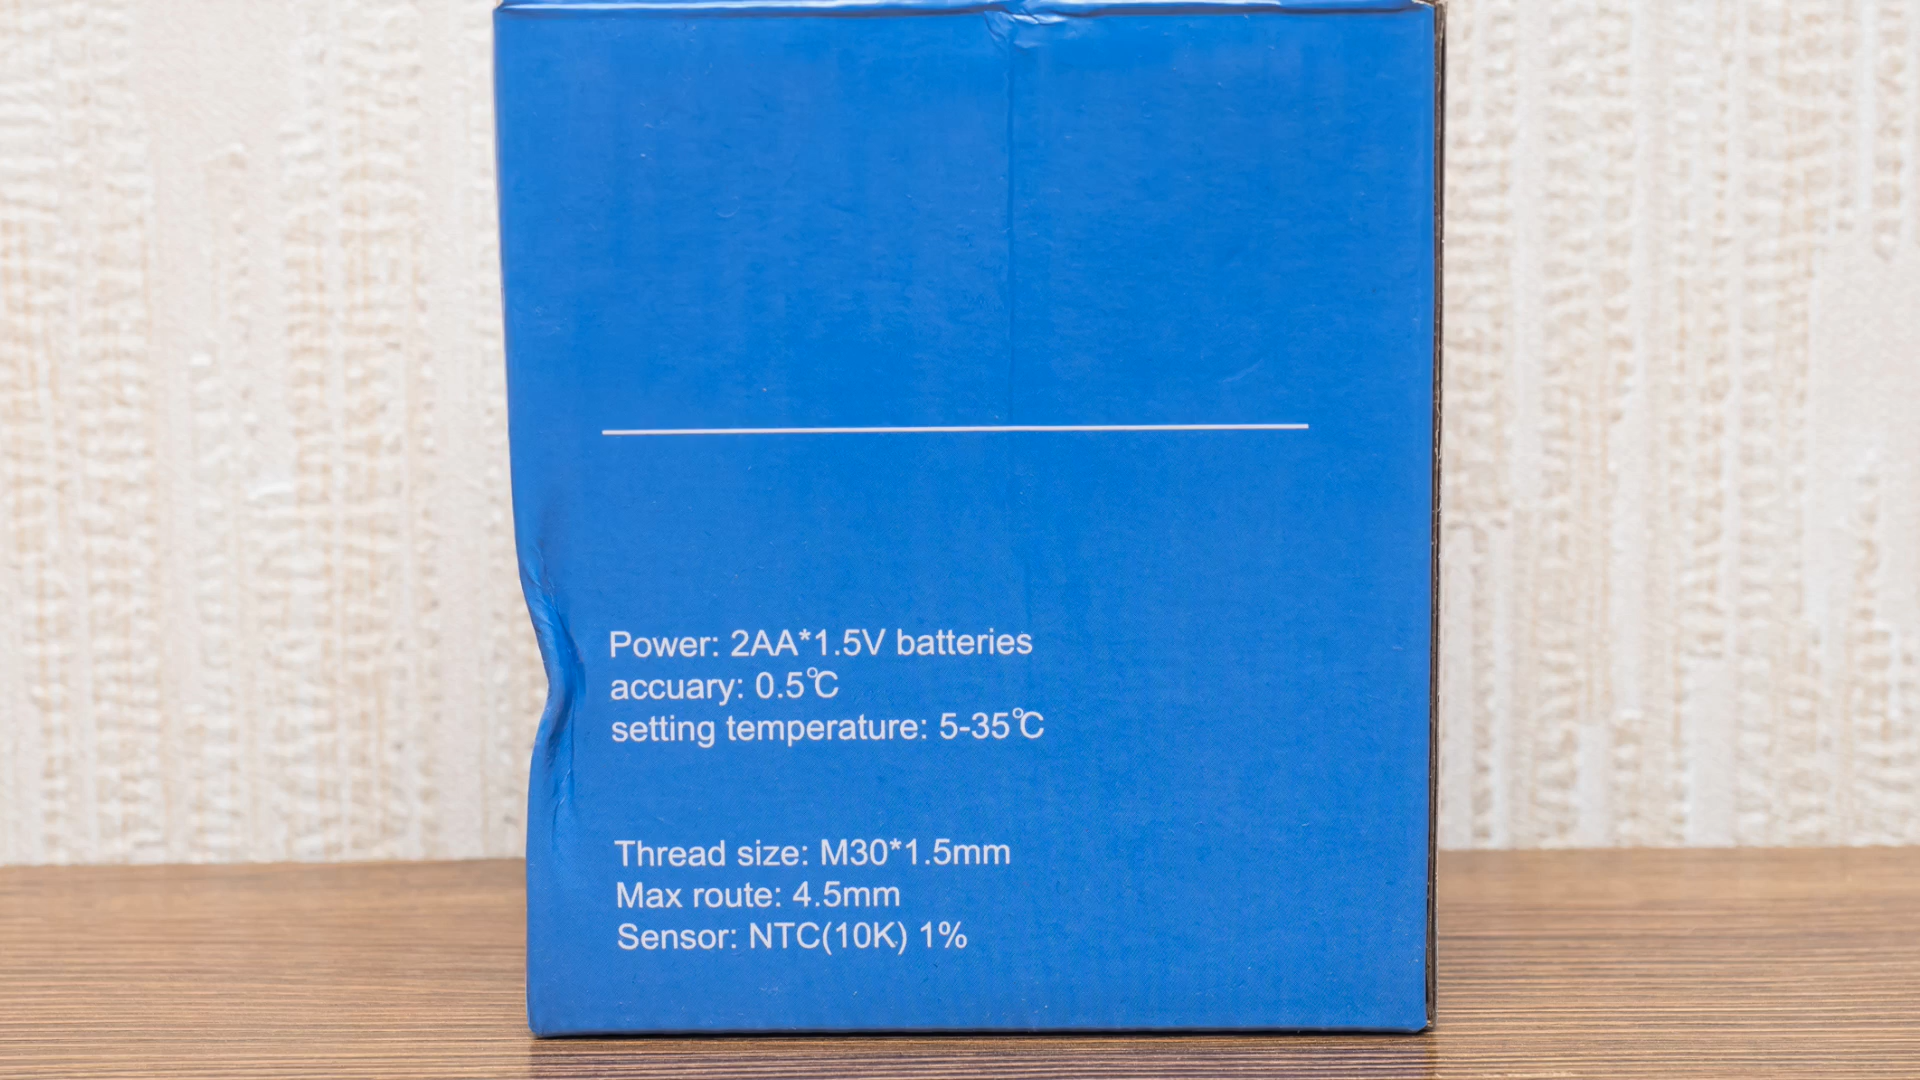 Power: 2AA*1.5V batteries
accuary: 0.5℃
setting temperature: 5-35℃
Thread size: M30*1.5mm
Max route: 4.5mm
Sensor: NTC(10K) 1%